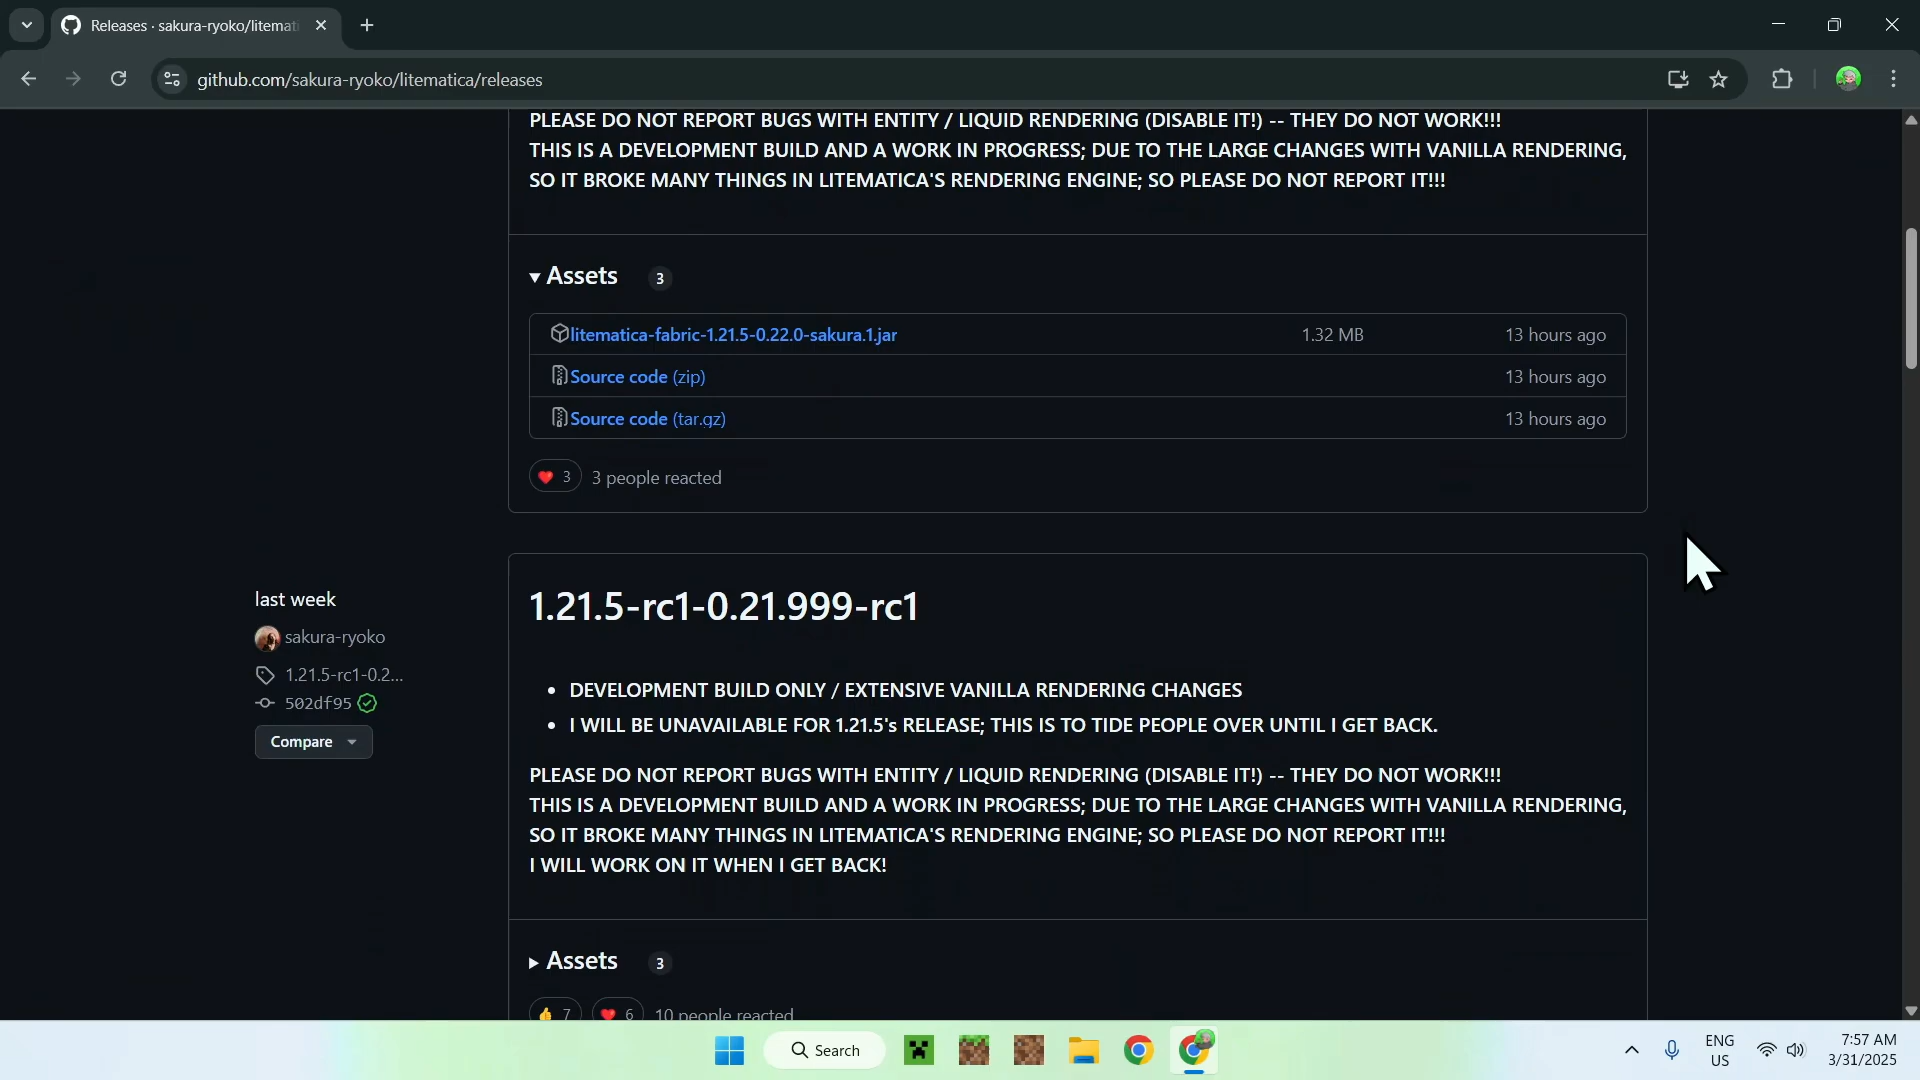 Releases · sakura-ryoko/litemati
github.com/sakura-ryoko/litematica/releases
PLEASE DO NOT REPORT BUGS WITH ENTITY / LIQUID RENDERING (DISABLE IT!) -- THEY DO NOT WORK!!!
THIS IS A DEVELOPMENT BUILD AND A WORK IN PROGRESS; DUE TO THE LARGE CHANGES WITH VANILLA RENDERING,
SO IT BROKE MANY THINGS IN LITEMATICA'S RENDERING ENGINE; SO PLEASE DO NOT REPORT IT!!!
Assets 3
litematica-fabric-1.21.5-0.22.0-sakura.1.jar 1.32 MB 13 hours ago
Source code (zip) 13 hours ago
Source code (tar.gz) 13 hours ago
3 3 people reacted
last week
sakura-ryoko
1.21.5-rc1-0.2...
502df95
Compare
1.21.5-rc1-0.21.999-rc1
• DEVELOPMENT BUILD ONLY / EXTENSIVE VANILLA RENDERING CHANGES
• I WILL BE UNAVAILABLE FOR 1.21.5's RELEASE; THIS IS TO TIDE PEOPLE OVER UNTIL I GET BACK.
PLEASE DO NOT REPORT BUGS WITH ENTITY / LIQUID RENDERING (DISABLE IT!) -- THEY DO NOT WORK!!!
THIS IS A DEVELOPMENT BUILD AND A WORK IN PROGRESS; DUE TO THE LARGE CHANGES WITH VANILLA RENDERING,
SO IT BROKE MANY THINGS IN LITEMATICA'S RENDERING ENGINE; SO PLEASE DO NOT REPORT IT!!!
I WILL WORK ON IT WHEN I GET BACK!
Assets 3
7 6 10 people reacted
Search
ENG
US
7:57 AM
3/31/2025